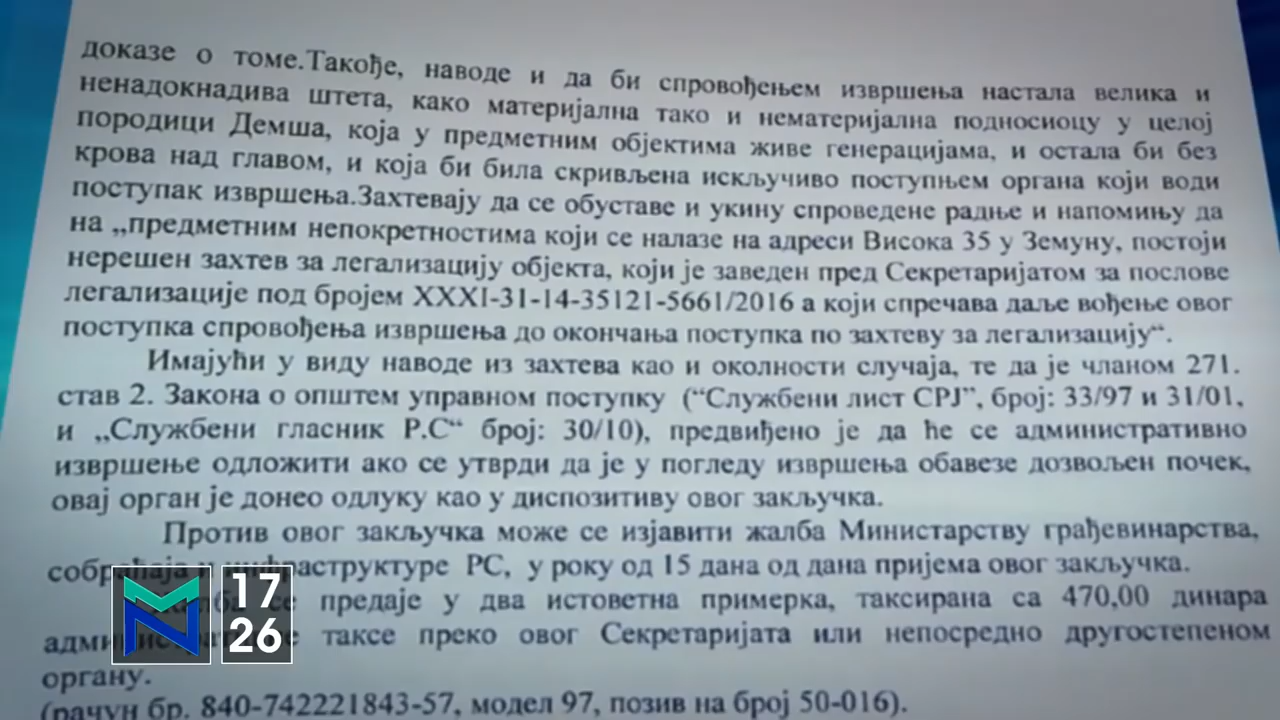 доказе о томе.Такође, наводе и да би спровођењем извршења настала велика и
ненадокнадива штета, како материјална тако и нематеријална подносиоцу у целој
породици Демша, која у предметним објектима живе генерацијама, и остала би без
крова над главом, и која би била скривљена искључиво поступњем органа који води
поступак извршења.Захтевају да се обуставе и укину спроведене радње и напомињу да
на „предметним непокретностима који се налазе на адреси Висока 35 у Земуну, постоји
нерешен захтев за легализацију објекта, који је заведен пред Секретаријатом за послове
легализације под бројем XXXI-31-14-35121-5661/2016 а који спречава даље вођење овог
поступка спровођења извршења до окончања поступка по захтеву за легализацију“.
Имајући у виду наводе из захтева као и околности случаја, те да је чланом 271.
став 2. Закона о општем управном поступку (“Службени лист СРЈ”, број: 33/97 и 31/01,
и „Службени гласник Р.С“ број: 30/10), предвиђено је да ће се административно
извршење одложити ако се утврди да је у погледу извршења обавезе дозвољен почек,
овај орган је донео одлуку као у диспозитиву овог закључка.
Против овог закључка може се изјавити жалба Министарству грађевинарства,
собраћаја и инфраструктуре РС, у року од 15 дана од дана пријема овог закључка.
Жалба се предаје у два истоветна примерка, таксирана са 470,00 динара
административне таксе преко овог Секретаријата или непосредно другостепеном
органу.
(рачун бр. 840-742221843-57, модел 97, позив на број 50-016).
17
26